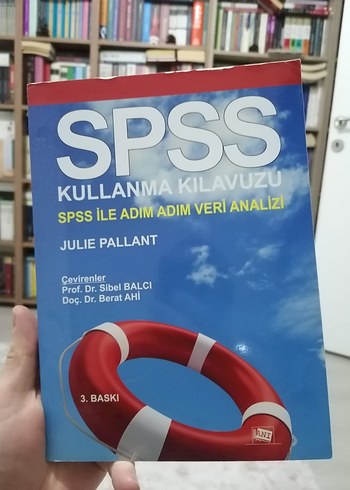 SPSS
KULLANMA KILAVUZU
SPSS İLE ADIM ADIM VERİ ANALİZİ
JULIE PALLANT
Çevirenler
Prof. Dr. Sibel BALCI
Doç. Dr. Berat AHİ
3. BASKI
ANI